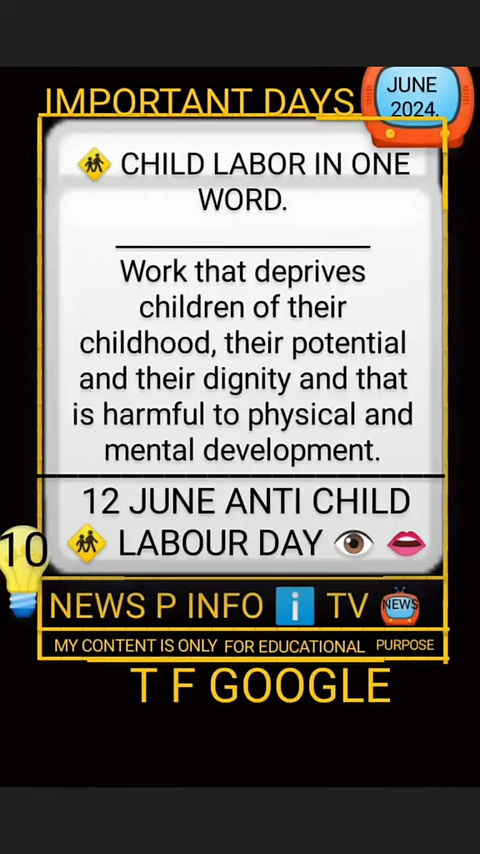 IMPORTANT DAYS
JUNE
2024.
🚸 CHILD LABOR IN ONE
WORD.
Work that deprives
children of their
childhood, their potential
and their dignity and that
is harmful to physical and
mental development.
12 JUNE ANTI CHILD
🚸 LABOUR DAY 👁 👄
10
NEWS P INFO ℹ TV NEWS
MY CONTENT IS ONLY FOR EDUCATIONAL PURPOSE
T F GOOGLE